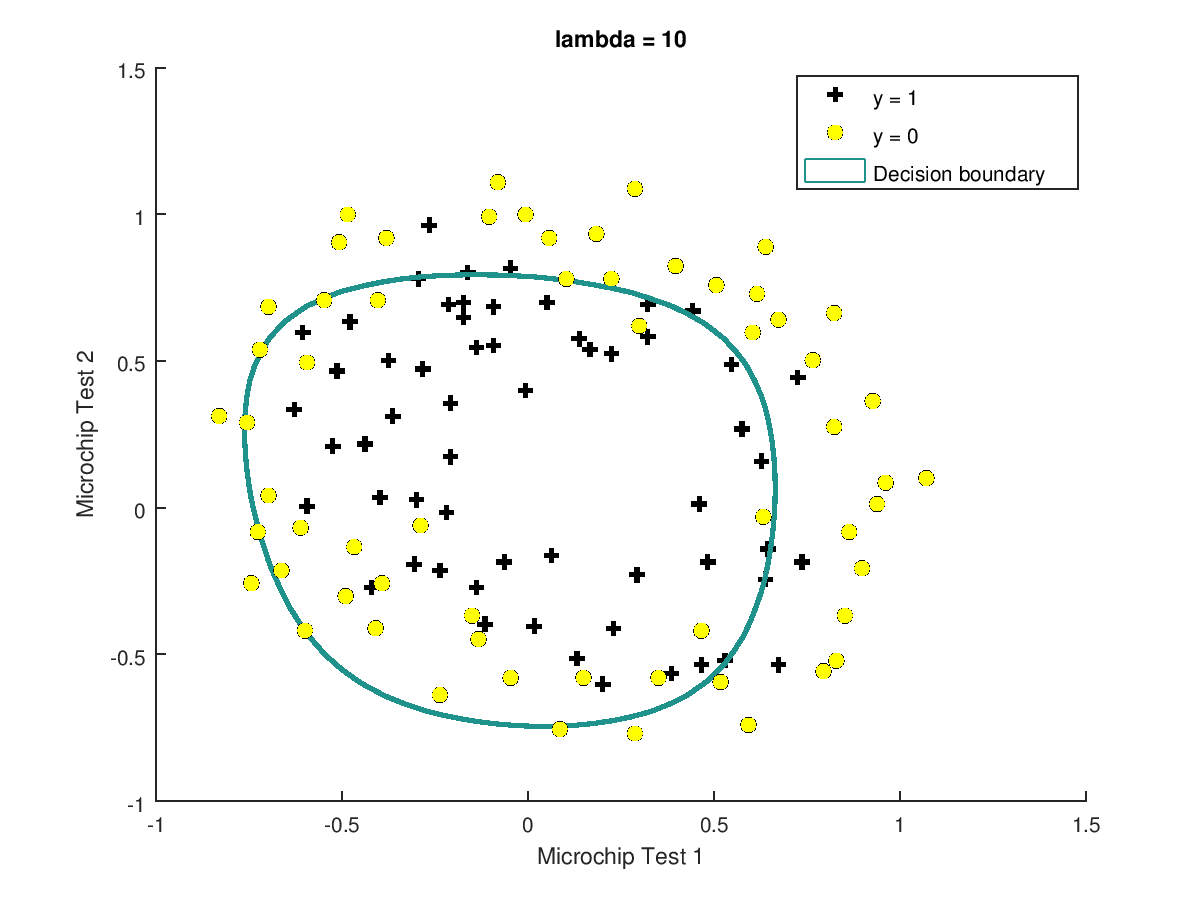 lambda = 10
1.5
y = 1
y = 0
Decision boundary
1
0.5
Microchip Test 2
0
-0.5
-1
-1
-0.5
0
0.5
1
1.5
Microchip Test 1